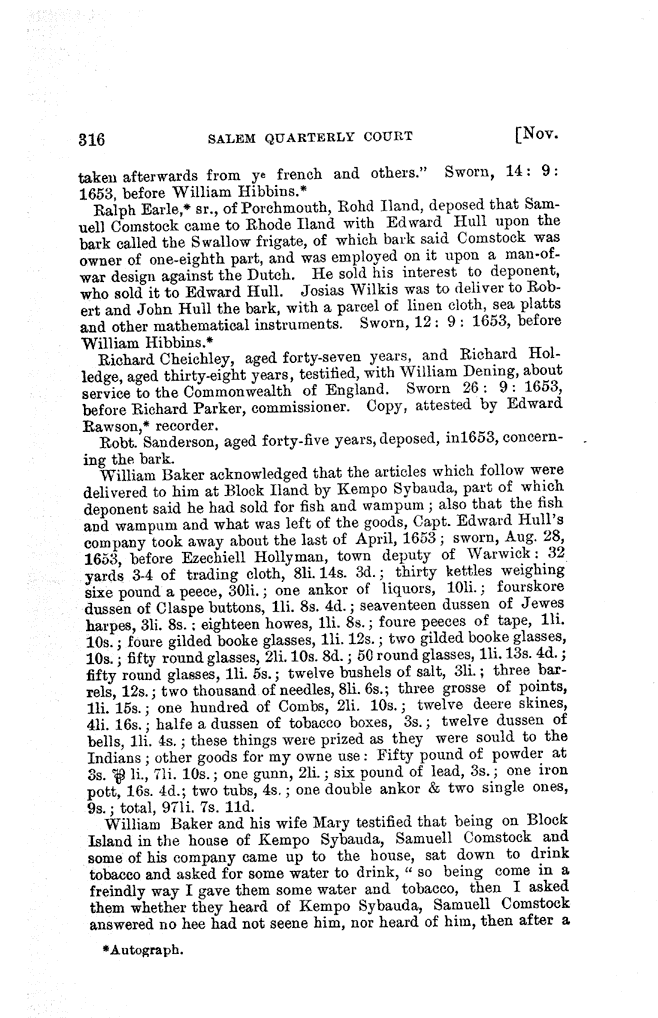 316 SALEM QUARTERLY COURT [Nov.
taken afterwards from ye french and others." Sworn, 14: 9:
1653, before William Hibbins.*
Ralph Earle,* sr., of Porchmouth, Rohd Iland, deposed that Sam-
uell Comstock came to Rhode Iland with Edward Hull upon the
bark called the Swallow frigate, of which bark said Comstock was
owner of one-eighth part, and was employed on it upon a man-of-
war design against the Dutch. He sold his interest to deponent,
who sold it to Edward Hull. Josias Wilkis was to deliver to Rob-
ert and John Hull the bark, with a parcel of linen cloth, sea platts
and other mathematical instruments. Sworn, 12: 9: 1653, before
William Hibbins.*
Richard Cheichley, aged forty-seven years, and Richard Hol-
ledge, aged thirty-eight years, testified, with William Dening, about
service to the Commonwealth of England. Sworn 26: 9: 1653,
before Richard Parker, commissioner. Copy, attested by Edward
Rawson,* recorder.
Robt. Sanderson, aged forty-five years, deposed, in1653, concern-
ing the bark.
William Baker acknowledged that the articles which follow were
delivered to him at Block Iland by Kempo Sybauda, part of which
deponent said he had sold for fish and wampum; also that the fish
and wampum and what was left of the goods, Capt. Edward Hull's
company took away about the last of April, 1653; sworn, Aug. 28,
1653, before Ezechiell Hollyman, town deputy of Warwick: 32
yards 3-4 of trading cloth, 8li. 14s. 3d.; thirty kettles weighing
sixe pound a peece, 30li.; one ankor of liquors, 10li.; fourskore
dussen of Claspe buttons, 1li. 8s. 4d.; seaventeen dussen of Jewes
harpes, 3li. 8s.; eighteen howes, 1li. 8s.; foure peeces of tape, 1li.
10s.; foure gilded booke glasses, 1li. 12s.; two gilded booke glasses,
10s.; fifty round glasses, 2li. 10s. 8d.; 50 round glasses, 1li. 13s. 4d.;
fifty round glasses, 1li. 5s.; twelve bushels of salt, 3li.; three bar-
rels, 12s.; two thousand of needles, 8li. 6s.; three grosse of points,
1li. 15s.; one hundred of Combs, 2li. 10s.; twelve deere skines,
4li. 16s.; halfe a dussen of tobacco boxes, 3s.; twelve dussen of
bells, 1li. 4s.; these things were prized as they were sould to the
Indians; other goods for my owne use: Fifty pound of powder at
3s. ⅌ li., 7li. 10s.; one gunn, 2li.; six pound of lead, 3s.; one iron
pott, 16s. 4d.; two tubs, 4s.; one double ankor & two single ones,
9s.; total, 97li. 7s. 11d.
William Baker and his wife Mary testified that being on Block
Island in the house of Kempo Sybauda, Samuell Comstock and
some of his company came up to the house, sat down to drink
tobacco and asked for some water to drink, "so being come in a
freindly way I gave them some water and tobacco, then I asked
them whether they heard of Kempo Sybauda, Samuell Comstock
answered no hee had not seene him, nor heard of him, then after a
*Autograph.